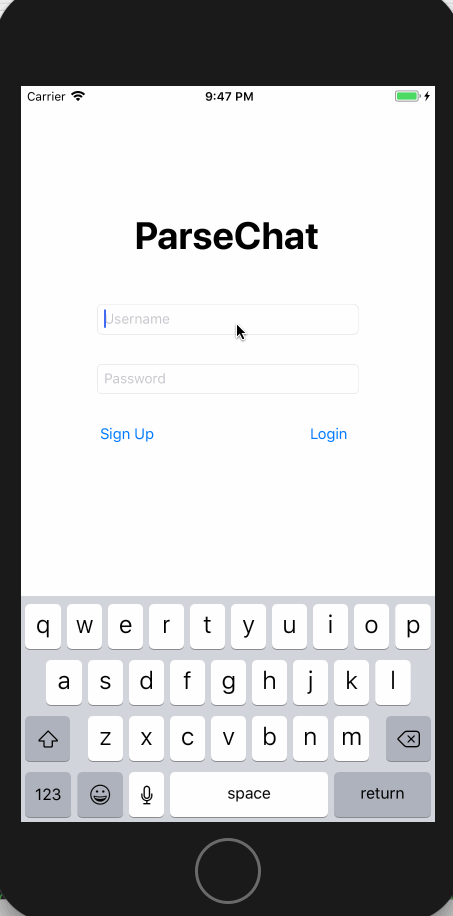 Carrier 9:47 PM
ParseChat
Username
Password
Sign Up Login
q w e r t y u i o p
a s d f g h j k l
z x c v b n m
123 space return